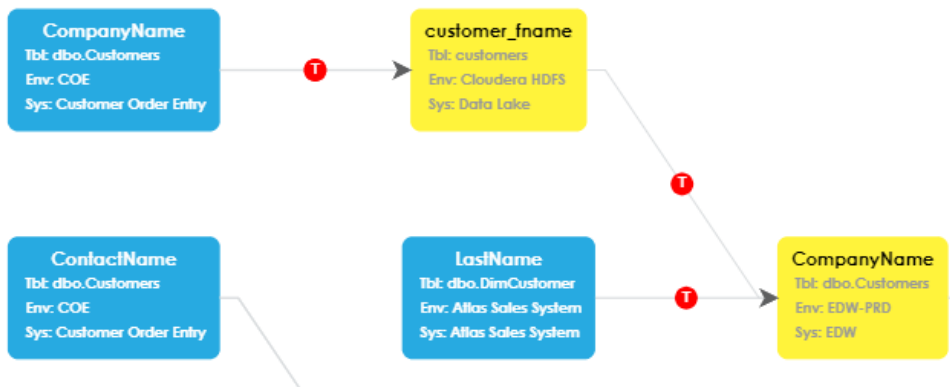 CompanyName
Tbl: dbo.Customers
Env: COE
Sys: Customer Order Entry
T
customer_fname
Tbl: customers
Env: Cloudera HDFS
Sys: Data Lake
T
ContactName
Tbl: dbo.Customers
Env: COE
Sys: Customer Order Entry
LastName
Tbl: dbo.DimCustomer
Env: Atlas Sales System
Sys: Atlas Sales System
T
CompanyName
Tbl: dbo.Customers
Env: EDW-PRD
Sys: EDW